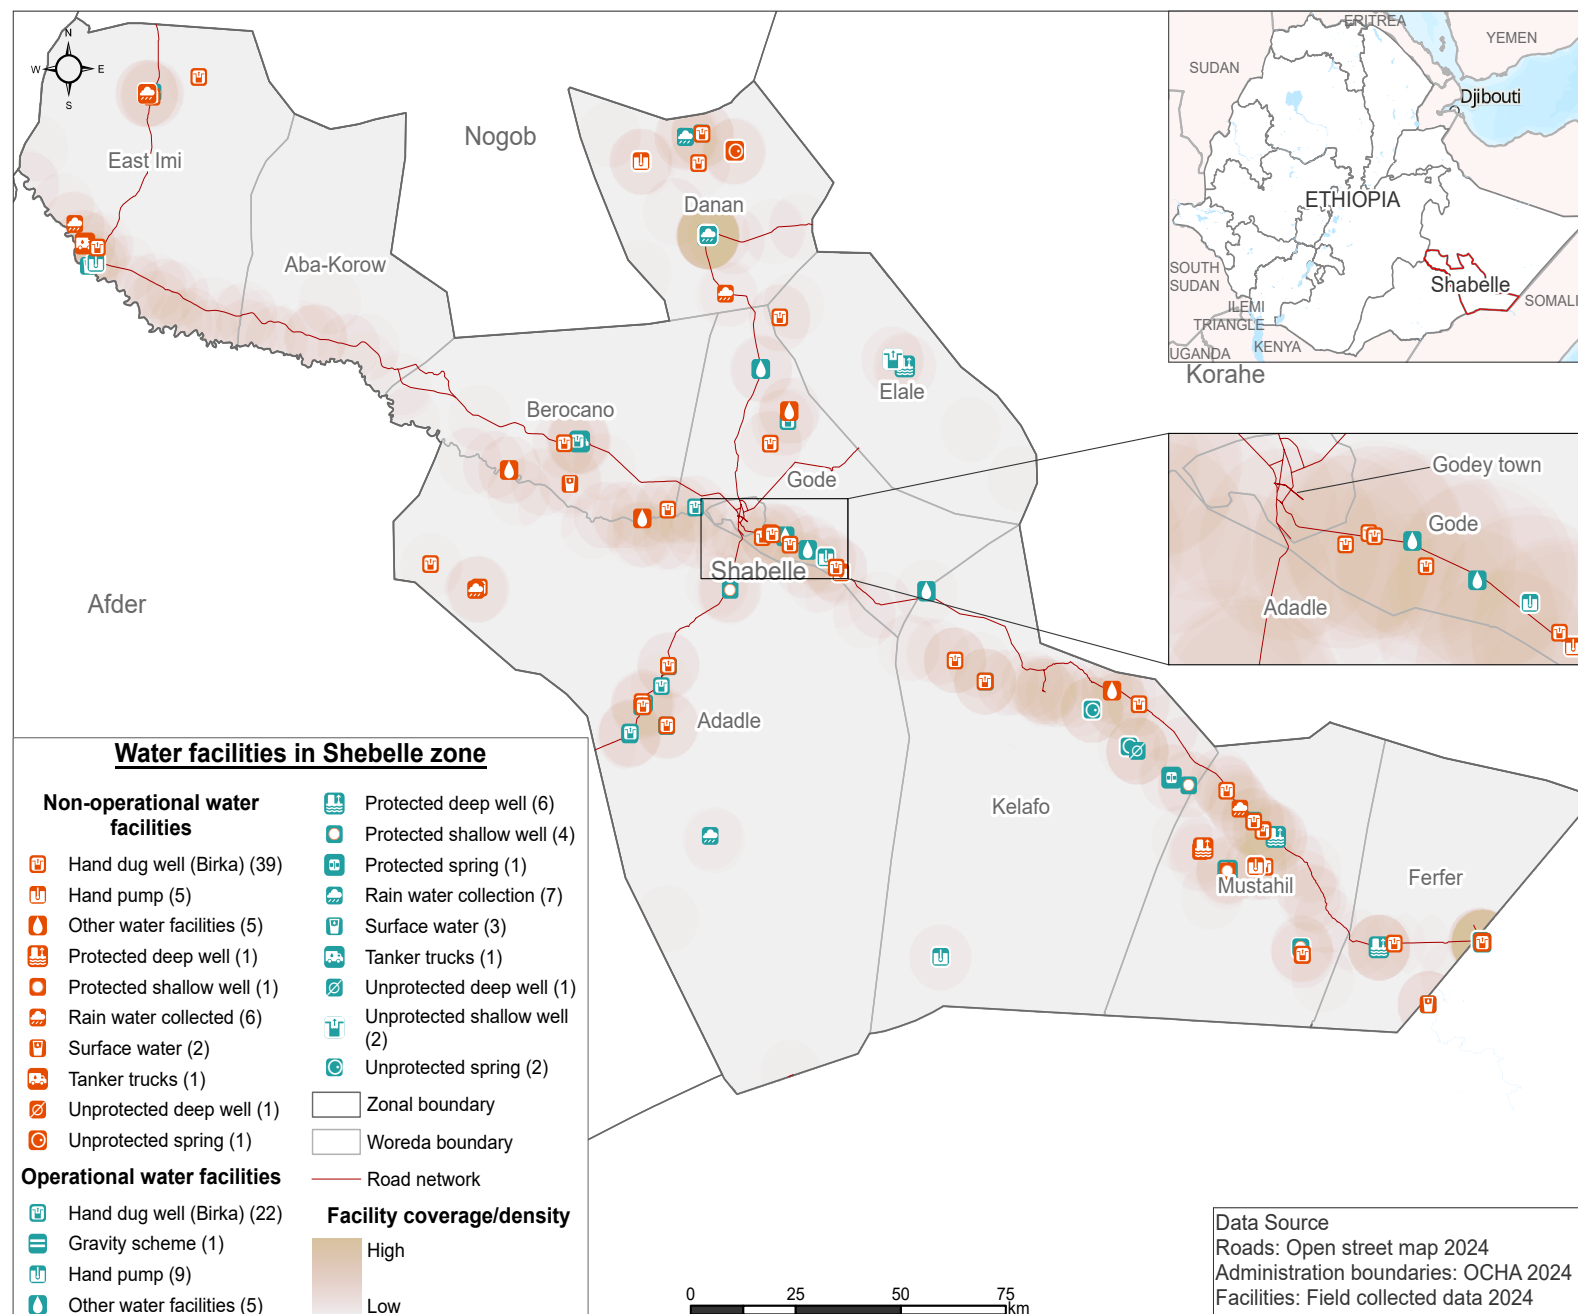 N
W
E
S
East Imi
Aba-Korow
Nogob
Danan
Elale
Berocano
Gode
Shabelle
Afder
Adadle
Kelafo
Mustahil
Ferfer
Korahe
ERITREA
YEMEN
SUDAN
Djibouti
ETHIOPIA
SOUTH
SUDAN
Shabelle
SOMALI
ILEMI
TRIANGLE
KENYA
UGANDA
Godey town
Gode
Adadle
Water facilities in Shebelle zone
Non-operational water
facilities
Hand dug well (Birka) (39)
Hand pump (5)
Other water facilities (5)
Protected deep well (1)
Protected shallow well (1)
Rain water collected (6)
Surface water (2)
Tanker trucks (1)
Unprotected deep well (1)
Unprotected spring (1)
Operational water facilities
Hand dug well (Birka) (22)
Gravity scheme (1)
Hand pump (9)
Other water facilities (5)
Protected deep well (6)
Protected shallow well (4)
Protected spring (1)
Rain water collection (7)
Surface water (3)
Tanker trucks (1)
Unprotected deep well (1)
Unprotected shallow well
(2)
Unprotected spring (2)
Zonal boundary
Woreda boundary
Road network
Facility coverage/density
High
Low
0 25 50 75
km
Data Source
Roads: Open street map 2024
Administration boundaries: OCHA 2024
Facilities: Field collected data 2024